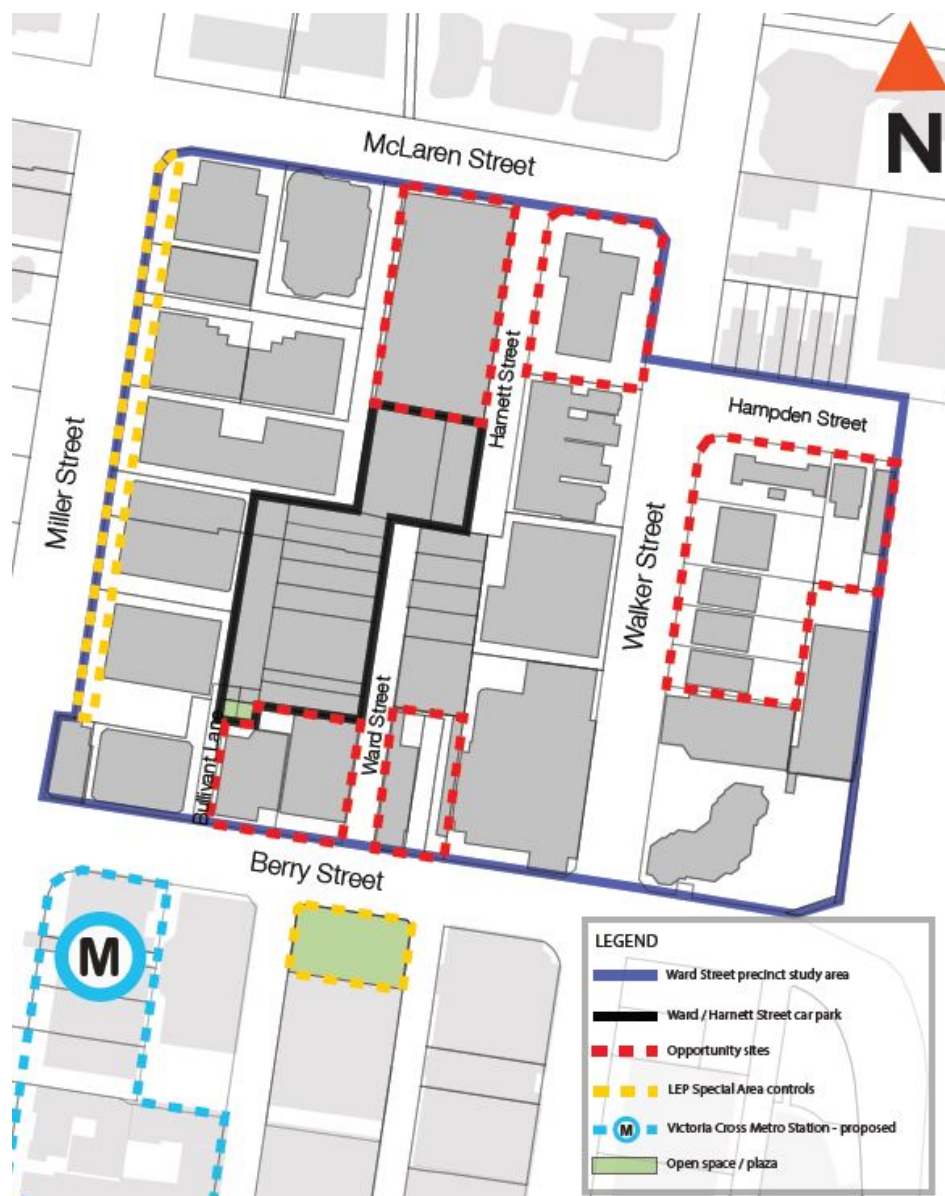 N
McLaren Street
Harnett Street
Hampden Street
Miller Street
Walker Street
Ward Street
Bullivant Lane
Berry Street
M
LEGEND
Ward Street precinct study area
Ward / Harnett Street car park
Opportunity sites
LEP Special Area controls
M
Victoria Cross Metro Station - proposed
Open space / plaza